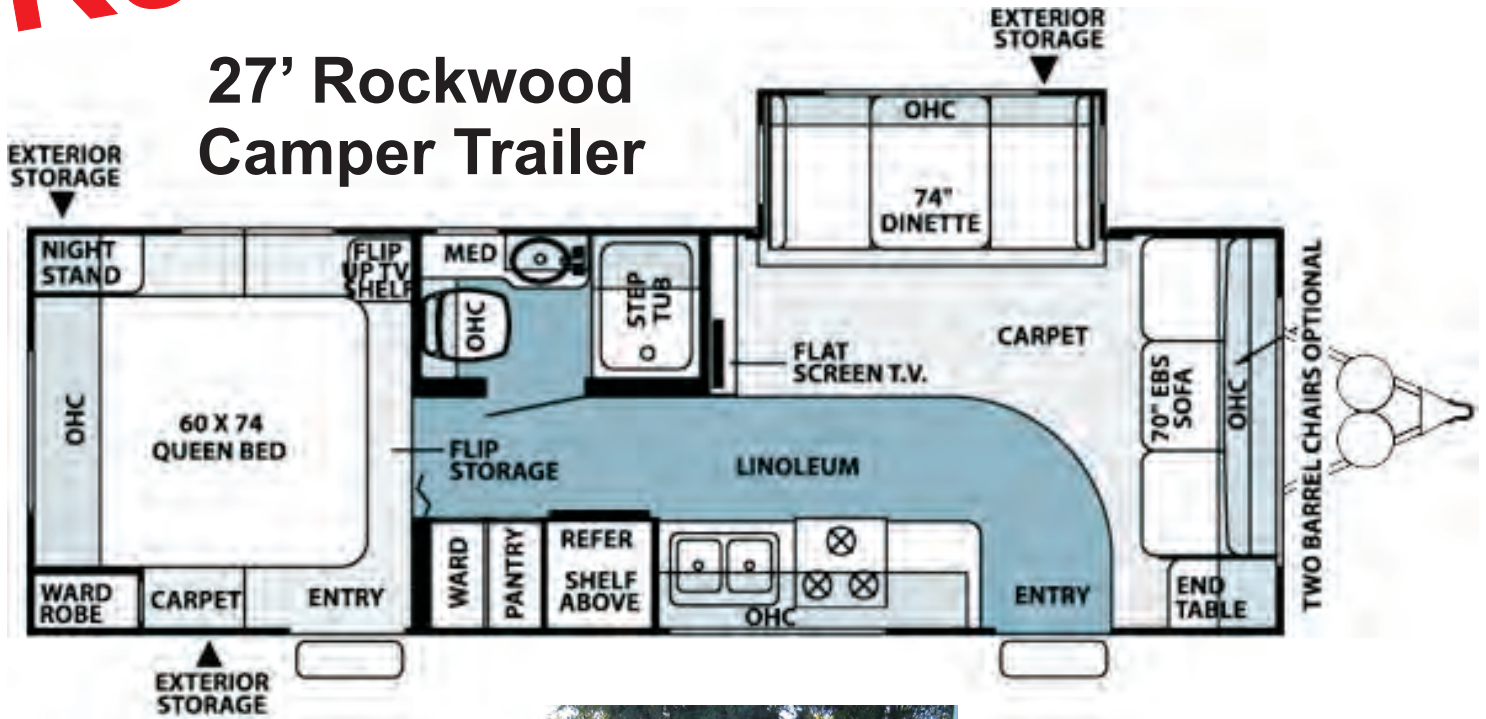 27’ Rockwood
Camper Trailer
EXTERIOR
STORAGE
EXTERIOR
STORAGE
OHC
74"
DINETTE
NIGHT
STAND
FLIP
UP TV
SHELF
MED
OHC
STEP
TUB
FLAT
SCREEN T.V.
CARPET
70" EBS
SOFA
OHC
TWO BARREL CHAIRS OPTIONAL
OHC
60 X 74
QUEEN BED
FLIP
STORAGE
LINOLEUM
WARD
ROBE
CARPET
ENTRY
WARD
PANTRY
REFER
SHELF
ABOVE
OHC
ENTRY
END
TABLE
EXTERIOR
STORAGE